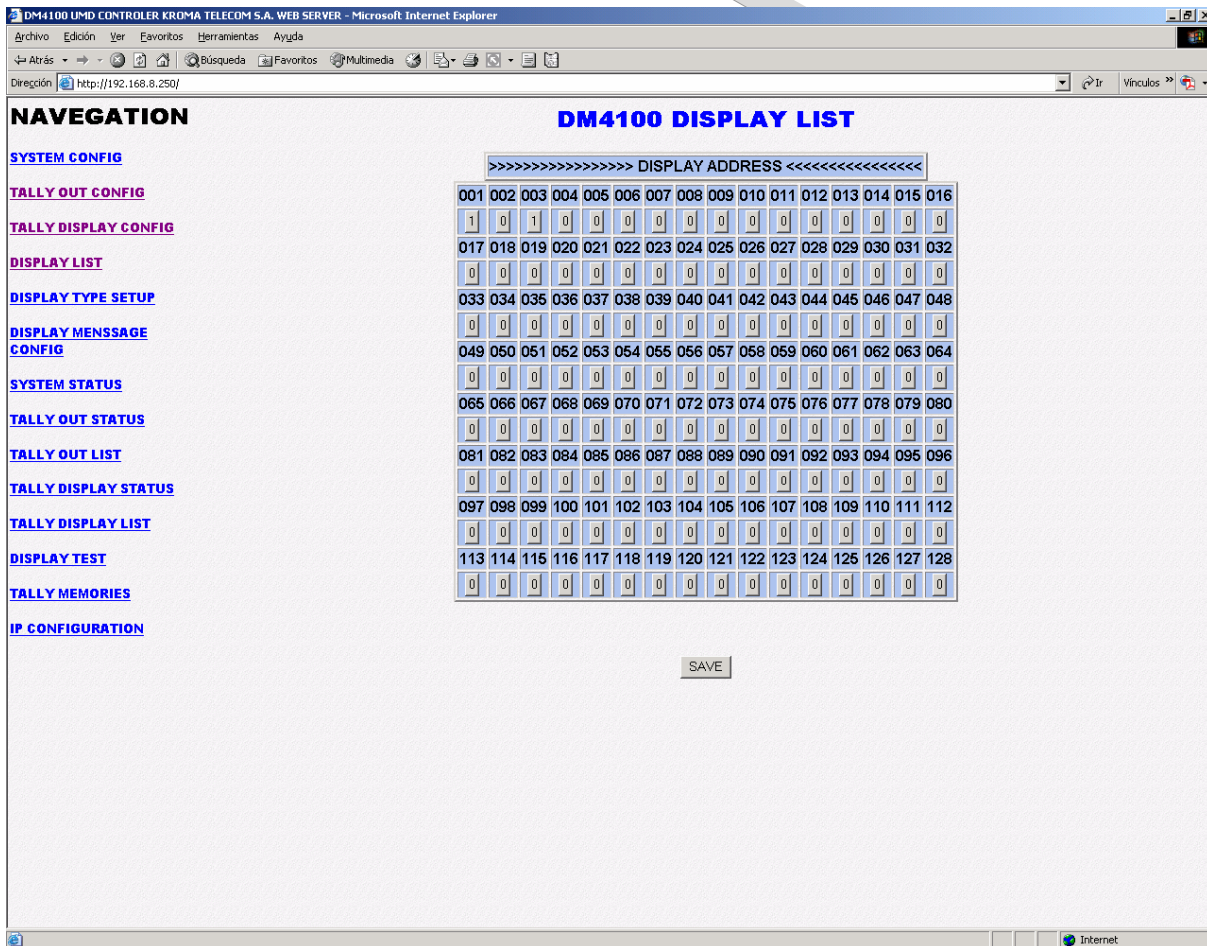 DM4100 UMD CONTROLER KROMA TELECOM S.A. WEB SERVER - Microsoft Internet Explorer
Archivo Edición Ver Favoritos Herramientas Ayuda
Atrás Búsqueda Favoritos Multimedia
Dirección http://192.168.8.250/ Ir Vínculos »
NAVEGATION
SYSTEM CONFIG
TALLY OUT CONFIG
TALLY DISPLAY CONFIG
DISPLAY LIST
DISPLAY TYPE SETUP
DISPLAY MENSSAGE
CONFIG
SYSTEM STATUS
TALLY OUT STATUS
TALLY OUT LIST
TALLY DISPLAY STATUS
TALLY DISPLAY LIST
DISPLAY TEST
TALLY MEMORIES
IP CONFIGURATION
DM4100 DISPLAY LIST
>>>>>>>>>>>>>>>>> DISPLAY ADDRESS <<<<<<<<<<<<<<<<
001 002 003 004 005 006 007 008 009 010 011 012 013 014 015 016
1 0 1 0 0 0 0 0 0 0 0 0 0 0 0 0
017 018 019 020 021 022 023 024 025 026 027 028 029 030 031 032
0 0 0 0 0 0 0 0 0 0 0 0 0 0 0 0
033 034 035 036 037 038 039 040 041 042 043 044 045 046 047 048
0 0 0 0 0 0 0 0 0 0 0 0 0 0 0 0
049 050 051 052 053 054 055 056 057 058 059 060 061 062 063 064
0 0 0 0 0 0 0 0 0 0 0 0 0 0 0 0
065 066 067 068 069 070 071 072 073 074 075 076 077 078 079 080
0 0 0 0 0 0 0 0 0 0 0 0 0 0 0 0
081 082 083 084 085 086 087 088 089 090 091 092 093 094 095 096
0 0 0 0 0 0 0 0 0 0 0 0 0 0 0 0
097 098 099 100 101 102 103 104 105 106 107 108 109 110 111 112
0 0 0 0 0 0 0 0 0 0 0 0 0 0 0 0
113 114 115 116 117 118 119 120 121 122 123 124 125 126 127 128
0 0 0 0 0 0 0 0 0 0 0 0 0 0 0 0
SAVE
Internet